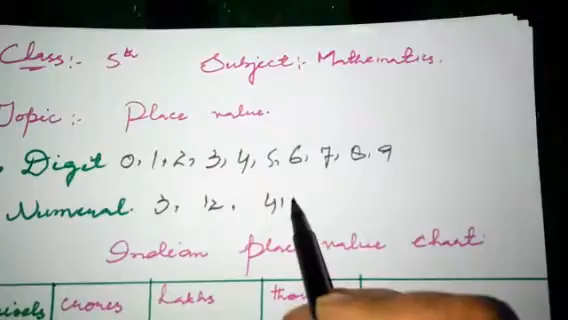 Class:- 5th Subject:- Mathematics.
Topic:- Place value.
Digit 0, 1, 2, 3, 4, 5, 6, 7, 8, 9
Numeral. 3, 12, 41
Indian place value chart
crores Lakhs